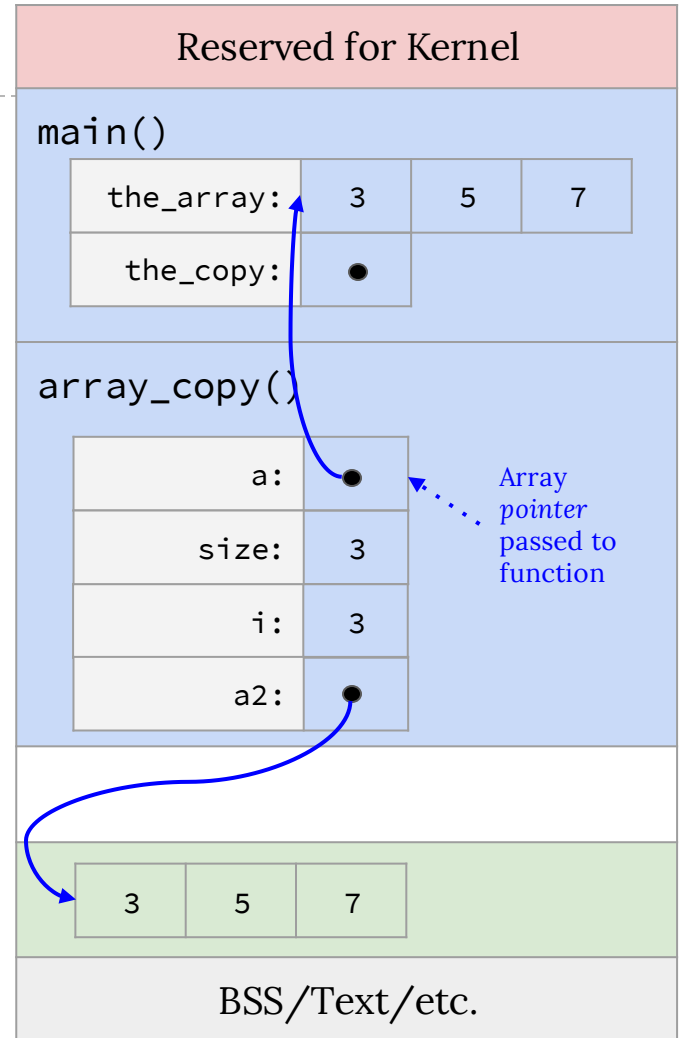 Reserved for Kernel
main()
the_array: 3 5 7
the_copy:
array_copy()
a:
Array
pointer
passed to
function
size: 3
i: 3
a2:
3 5 7
BSS/Text/etc.